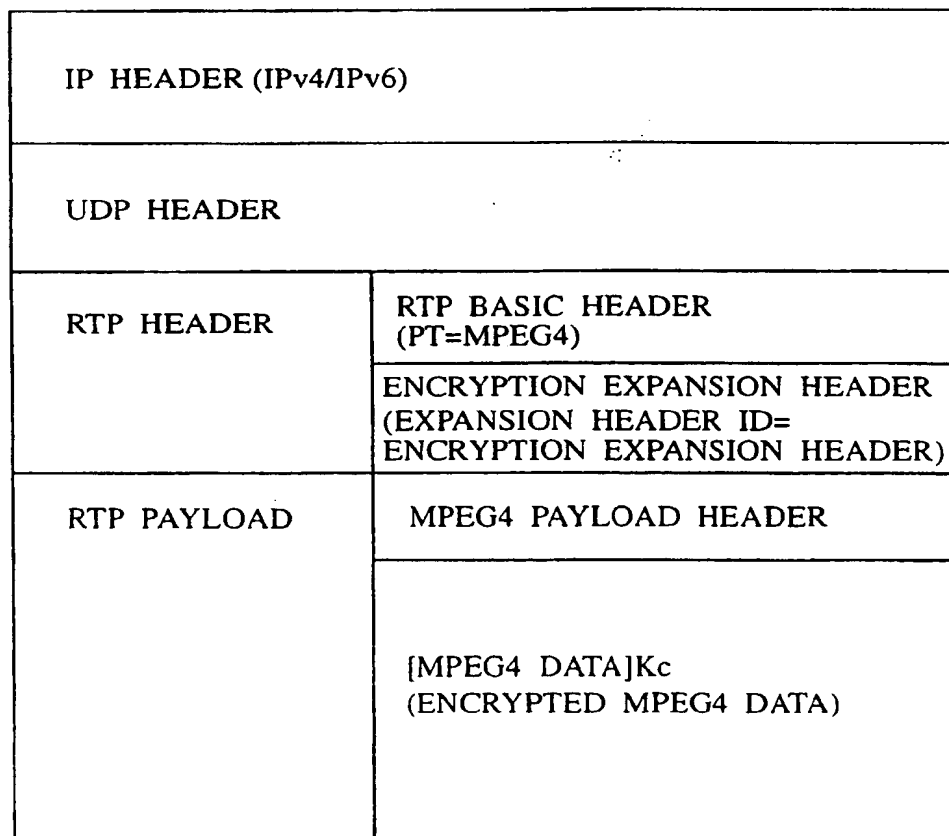 IP HEADER (IPv4/IPv6)
UDP HEADER
RTP HEADER
RTP BASIC HEADER
(PT=MPEG4)
ENCRYPTION EXPANSION HEADER
(EXPANSION HEADER ID=
ENCRYPTION EXPANSION HEADER)
RTP PAYLOAD
MPEG4 PAYLOAD HEADER
[MPEG4 DATA]Kc
(ENCRYPTED MPEG4 DATA)